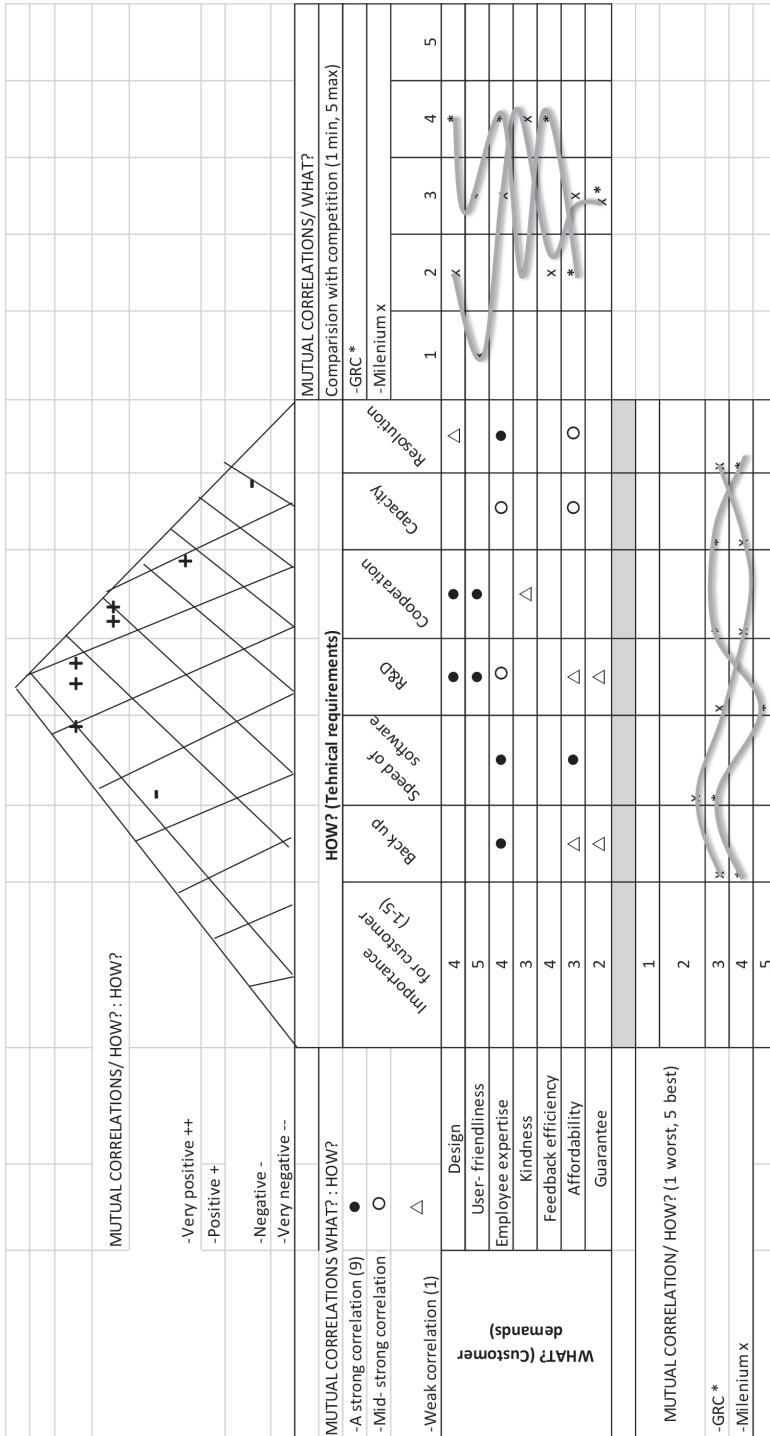 MUTUAL CORRELATIONS/ HOW? : HOW?
-Very positive ++
-Positive +
-Negative -
-Very negative --
-
+
++
++
+
-
MUTUAL CORRELATIONS WHAT? : HOW?
-A strong correlation (9) ●
-Mid- strong correlation ○
-Weak correlation (1) △
HOW? (Tehnical requirements)
Importance
for customer
(1-5)
Back up
Speed of
software
R&D
Cooperation
Capacity
Resolution
MUTUAL CORRELATIONS/ WHAT?
Comparision with competition (1 min, 5 max)
-GRC *
-Milenium x
1 2 3 4 5
WHAT? (Customer
demands)
Design 4 ● ● △ x *
User- friendliness 5 ● ●
Employee expertise 4 ● ● ○ ○ ● x *
Kindness 3 △ x
Feedback efficiency 4 x *
Affordability 3 △ ● △ ○ ○ * x
Guarantee 2 △ △ x *
MUTUAL CORRELATION/ HOW? (1 worst, 5 best)
-GRC *
-Milenium x
1
2
3
4
5